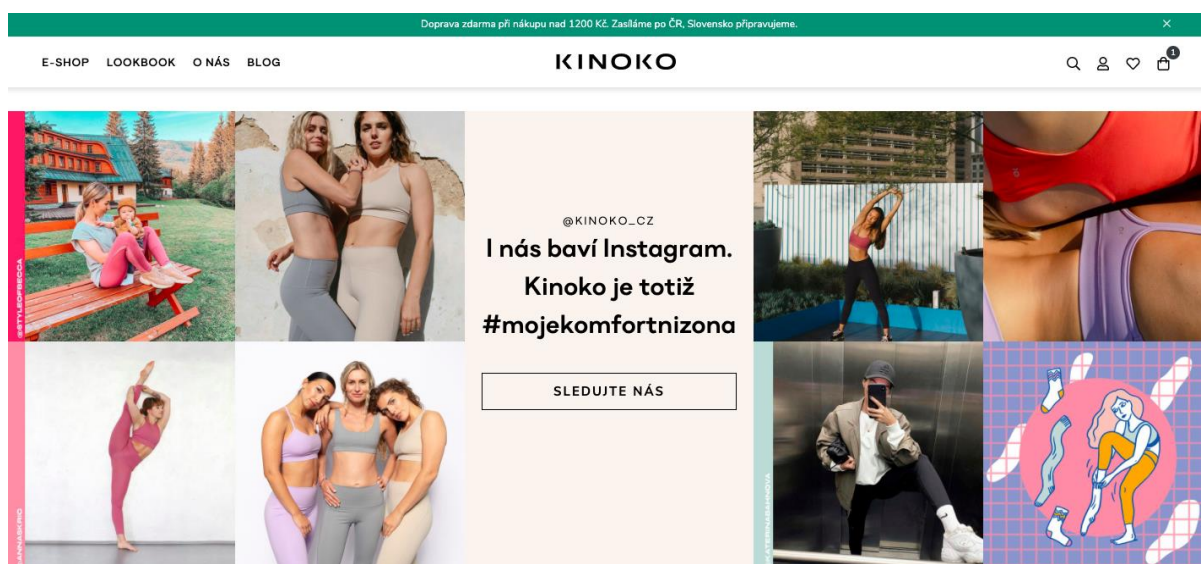 Doprava zdarma při nákupu nad 1200 Kč. Zasíláme po ČR, Slovensko připravujeme.
E-SHOP LOOKBOOK O NÁS BLOG
KINOKO
1
@KINOKO_CZ
I nás baví Instagram.
Kinoko je totiž
#mojekomfortnizona
SLEDUJTE NÁS
@STYLEOFBECCA